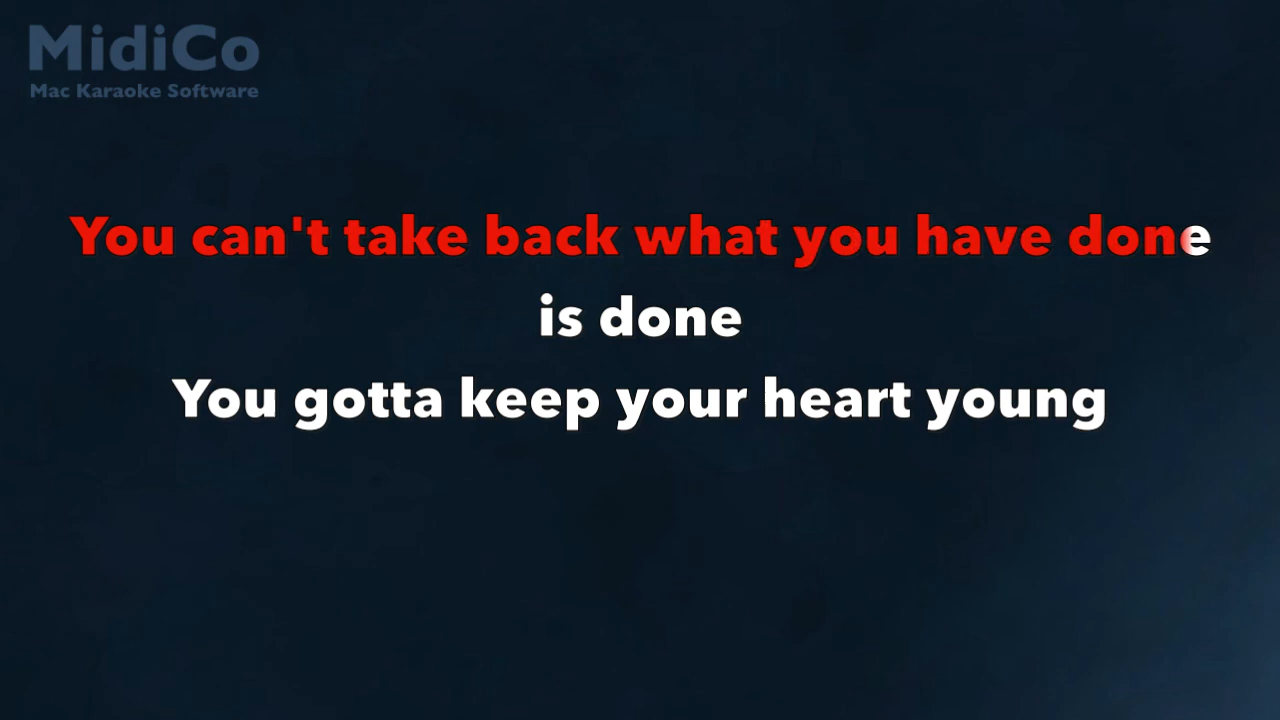 MidiCo
Mac Karaoke Software
You can't take back what you have done
is done
You gotta keep your heart young